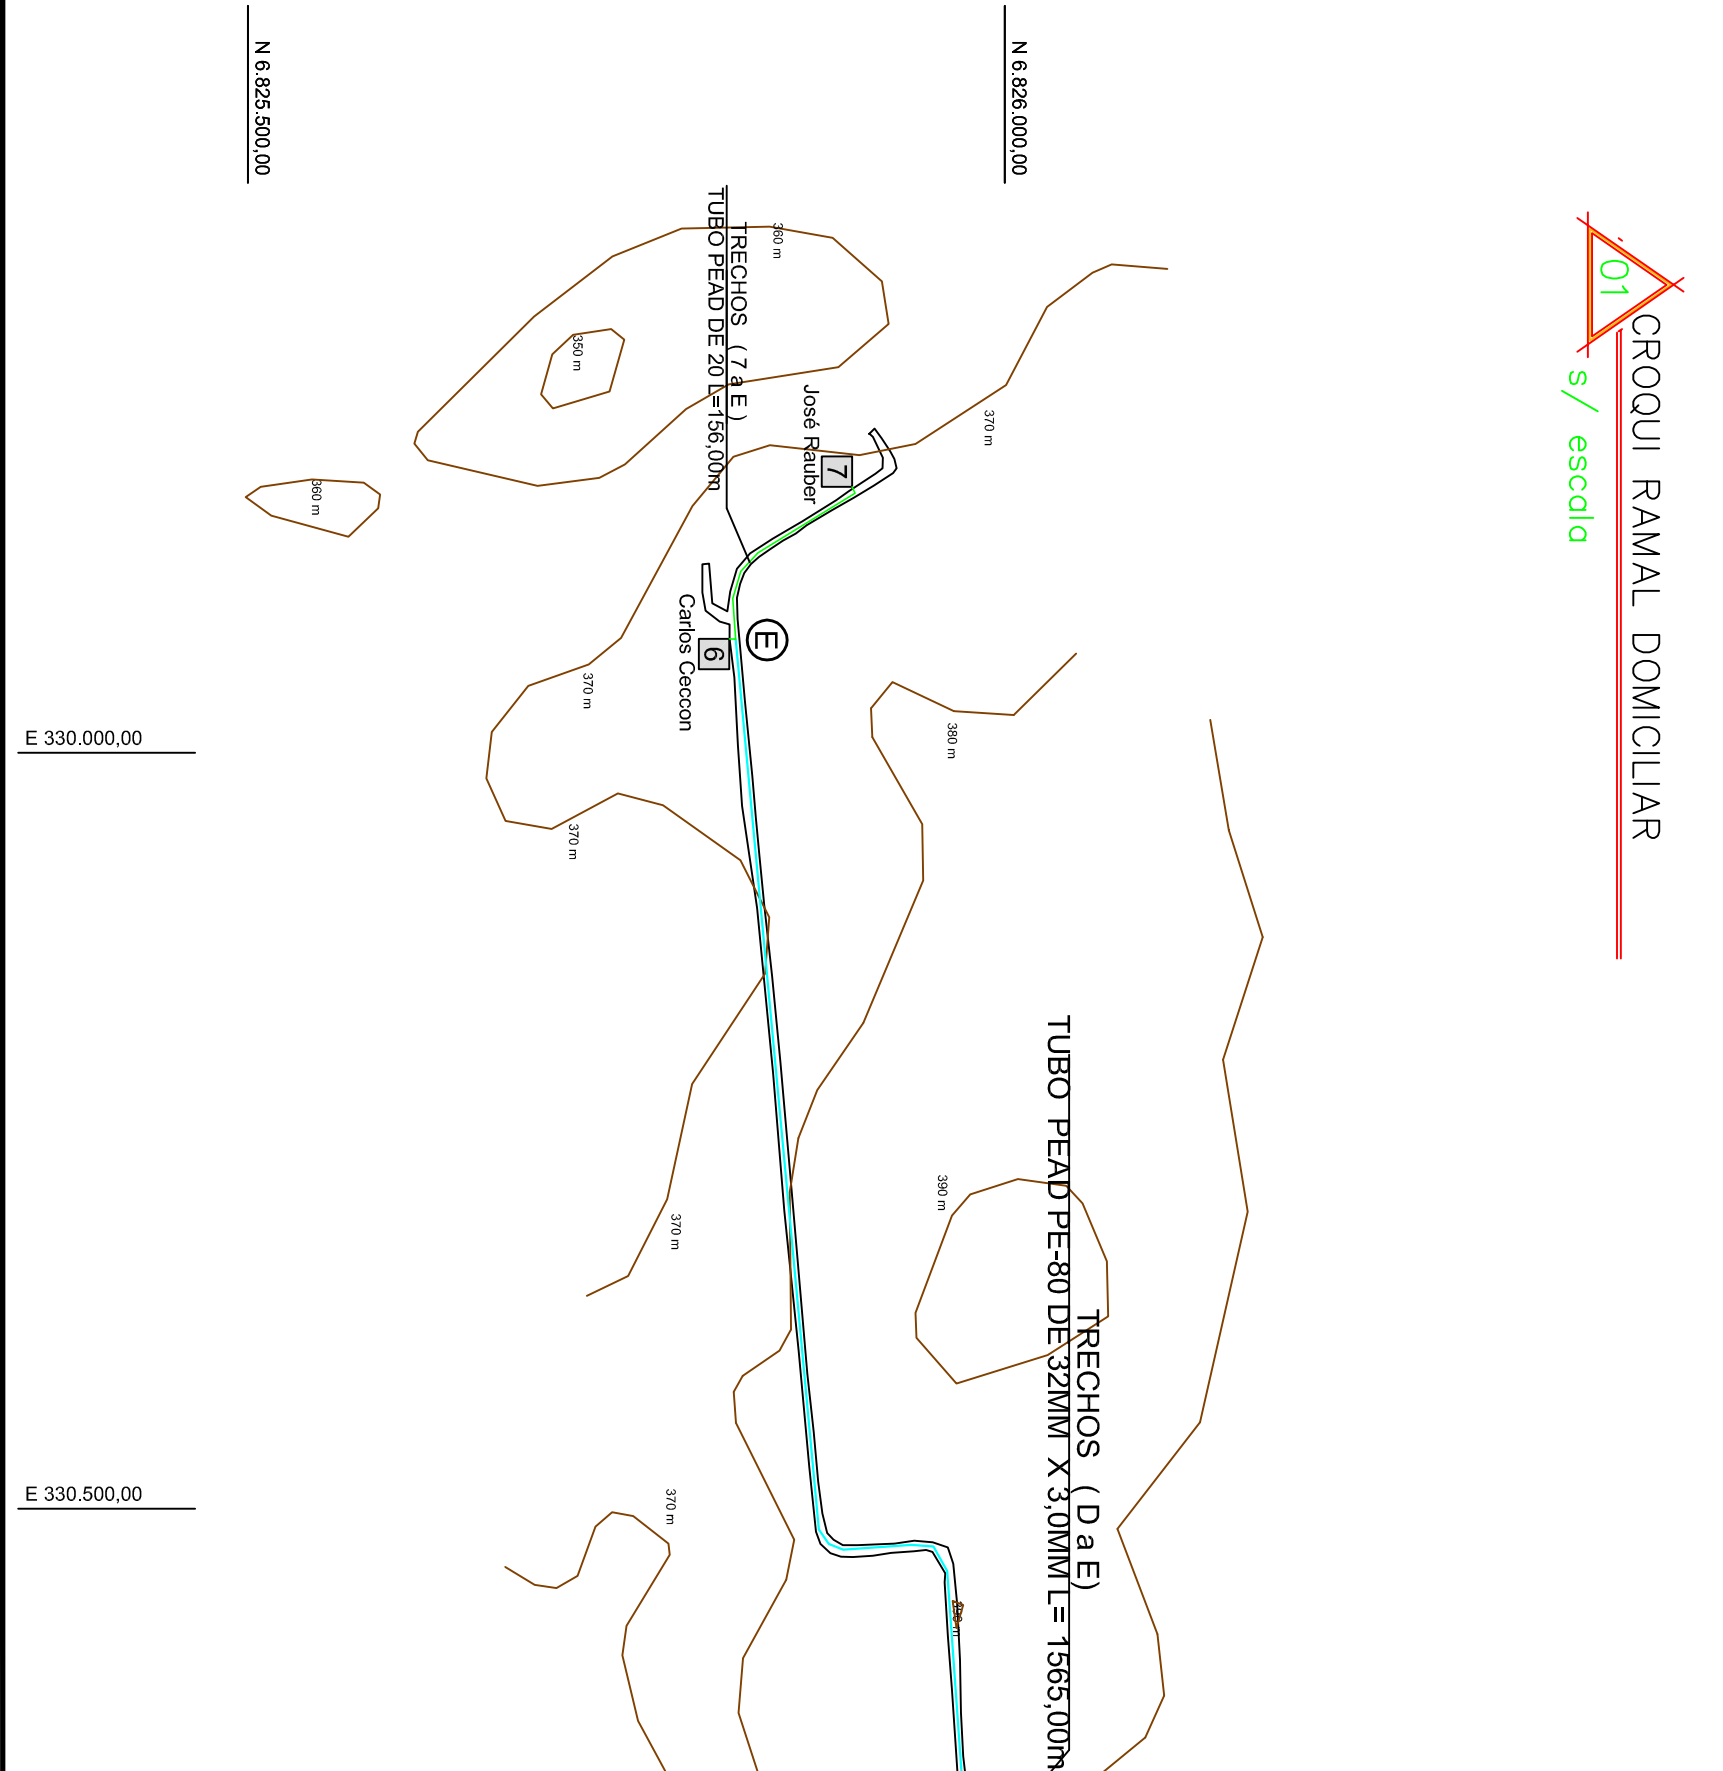 N 6.825.500,00
N 6.826.000,00
01
CROQUI RAMAL DOMICILIAR
s/ escala
TRECHOS ( 7 a E )
TUBO PEAD DE 20 L=156,00m
360 m
350 m
360 m
370 m
José Rauber
7
E
6
Carlos Ceccon
370 m
380 m
E 330.000,00
370 m
TRECHOS ( D a E)
TUBO PEAD PE-80 DE 32MM X 3,0MM L= 1565,00m
390 m
370 m
E 330.500,00
370 m
390 m